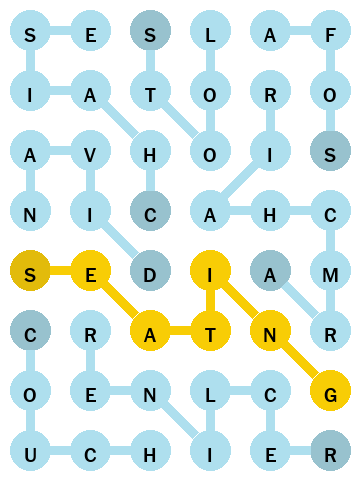 S E S L A F
I A T O R O
A V H O I S
N I C A H C
S E D I A M
C R A T N R
O E N L C G
U C H I E R